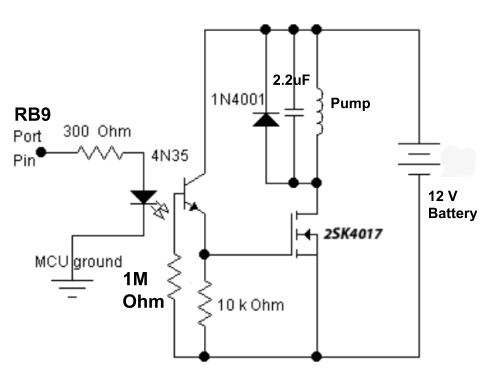 2.2uF
1N4001
Pump
RB9
Port
Pin
300 Ohm
4N35
12 V
Battery
2SK4017
MCU ground
1M
Ohm
10 k Ohm